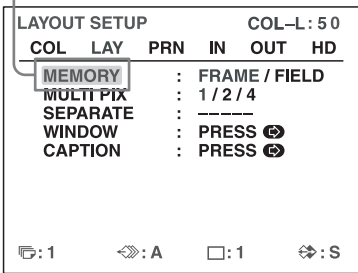 LAYOUT SETUP COL–L:50
COL LAY PRN IN OUT HD
MEMORY : FRAME / FIELD
MULTI PIX : 1 / 2 / 4
SEPARATE : –––––
WINDOW : PRESS
CAPTION : PRESS
:1 :A :1 :S